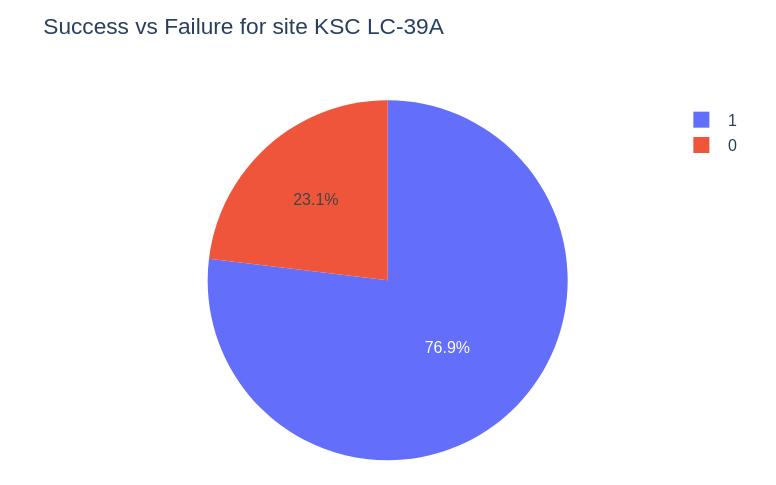 Success vs Failure for site KSC LC-39A
1
0
23.1%
76.9%